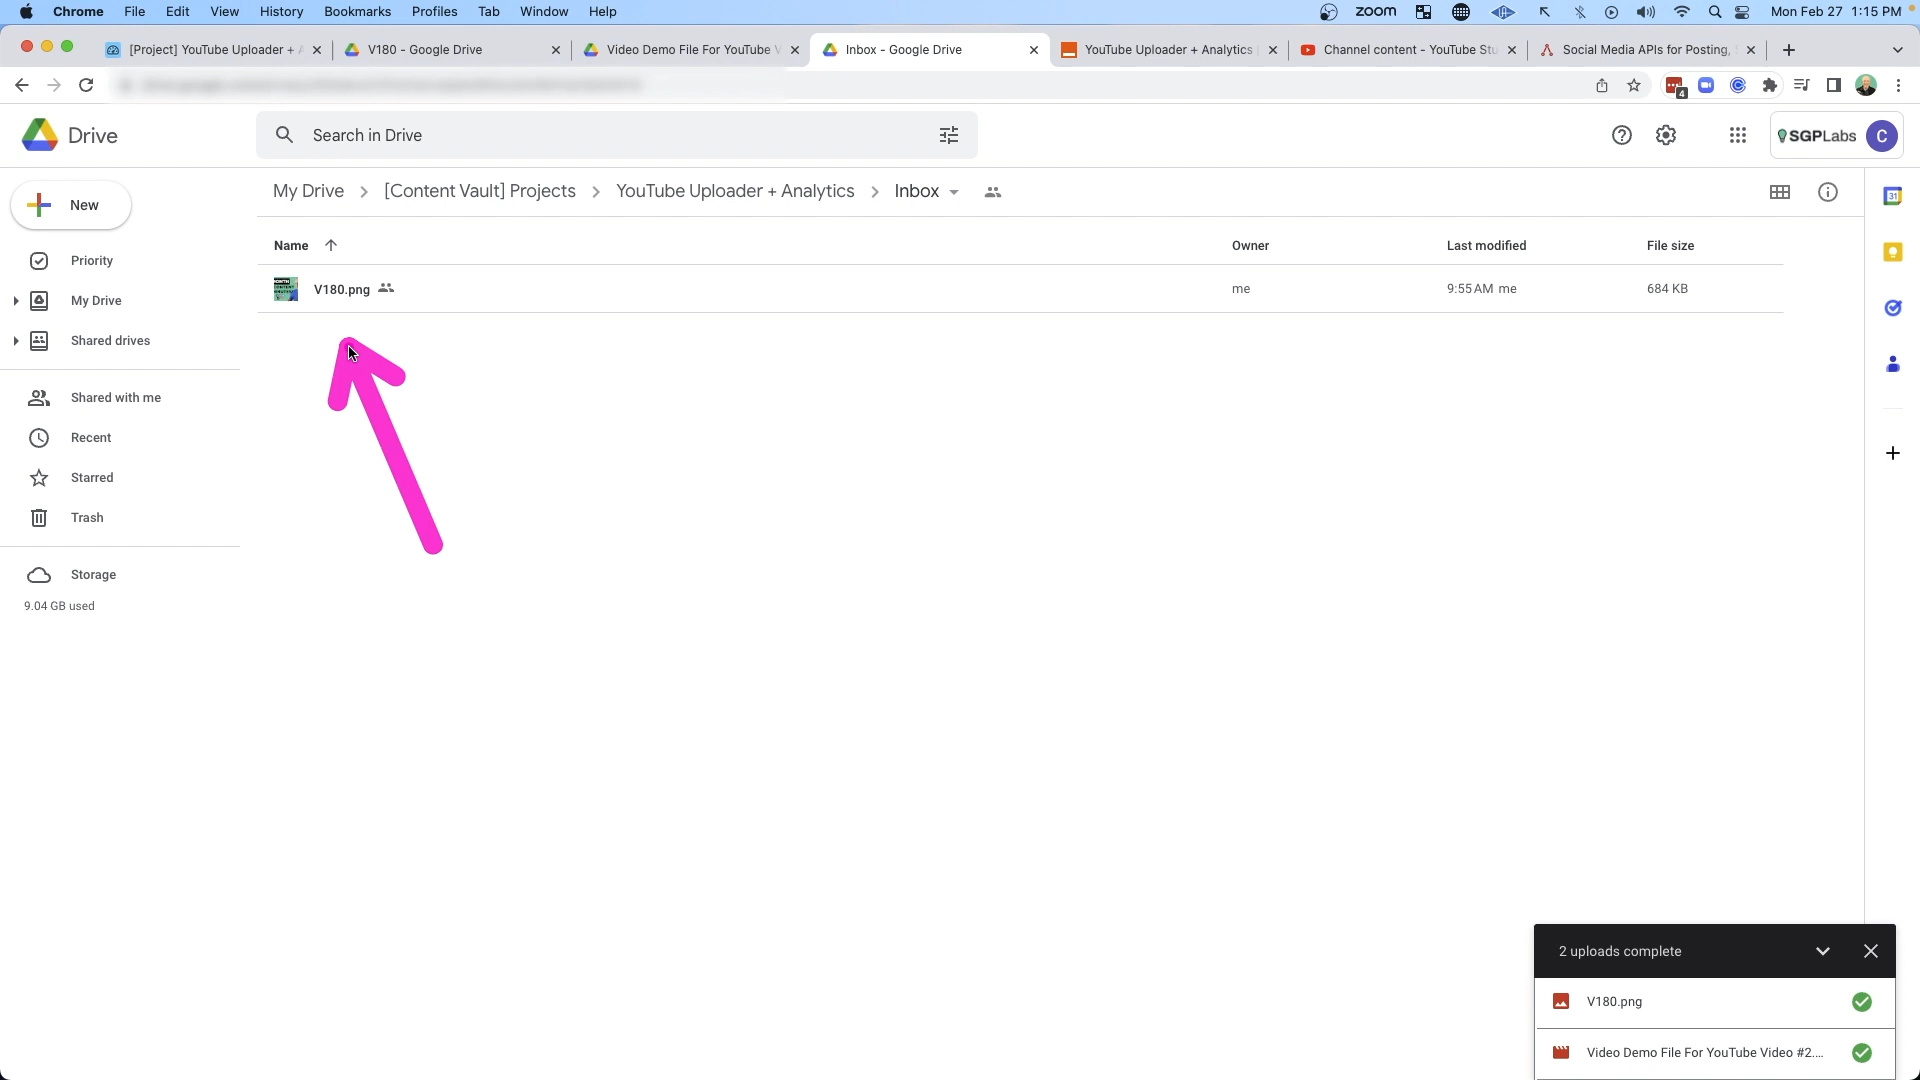 Chrome File Edit View History Bookmarks Profiles Tab Window Help zoom Mon Feb 27 1:15 PM
[Project] YouTube Uploader + A V180 - Google Drive Video Demo File For YouTube V Inbox - Google Drive YouTube Uploader + Analytics Channel content - YouTube Stu Social Media APIs for Posting,
4
Drive
Search in Drive
SGPLabs C
New
My Drive > [Content Vault] Projects > YouTube Uploader + Analytics > Inbox
31
Name Owner Last modified File size
Priority
V180.png me 9:55 AM me 684 KB
My Drive
Shared drives
Shared with me
Recent
Starred
Trash
Storage
9.04 GB used
2 uploads complete
V180.png
Video Demo File For YouTube Video #2....